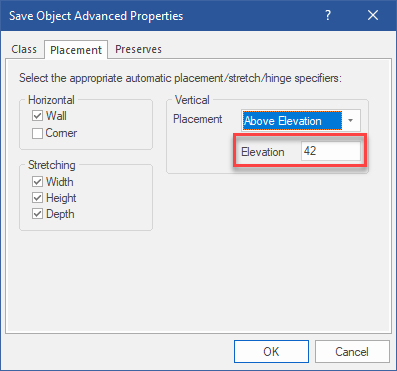 Save Object Advanced Properties
?
Class Placement Preserves
Select the appropriate automatic placement/stretch/hinge specifiers:
Horizontal
Wall
Corner
Stretching
Width
Height
Depth
Vertical
Placement Above Elevation
Elevation 42
OK Cancel